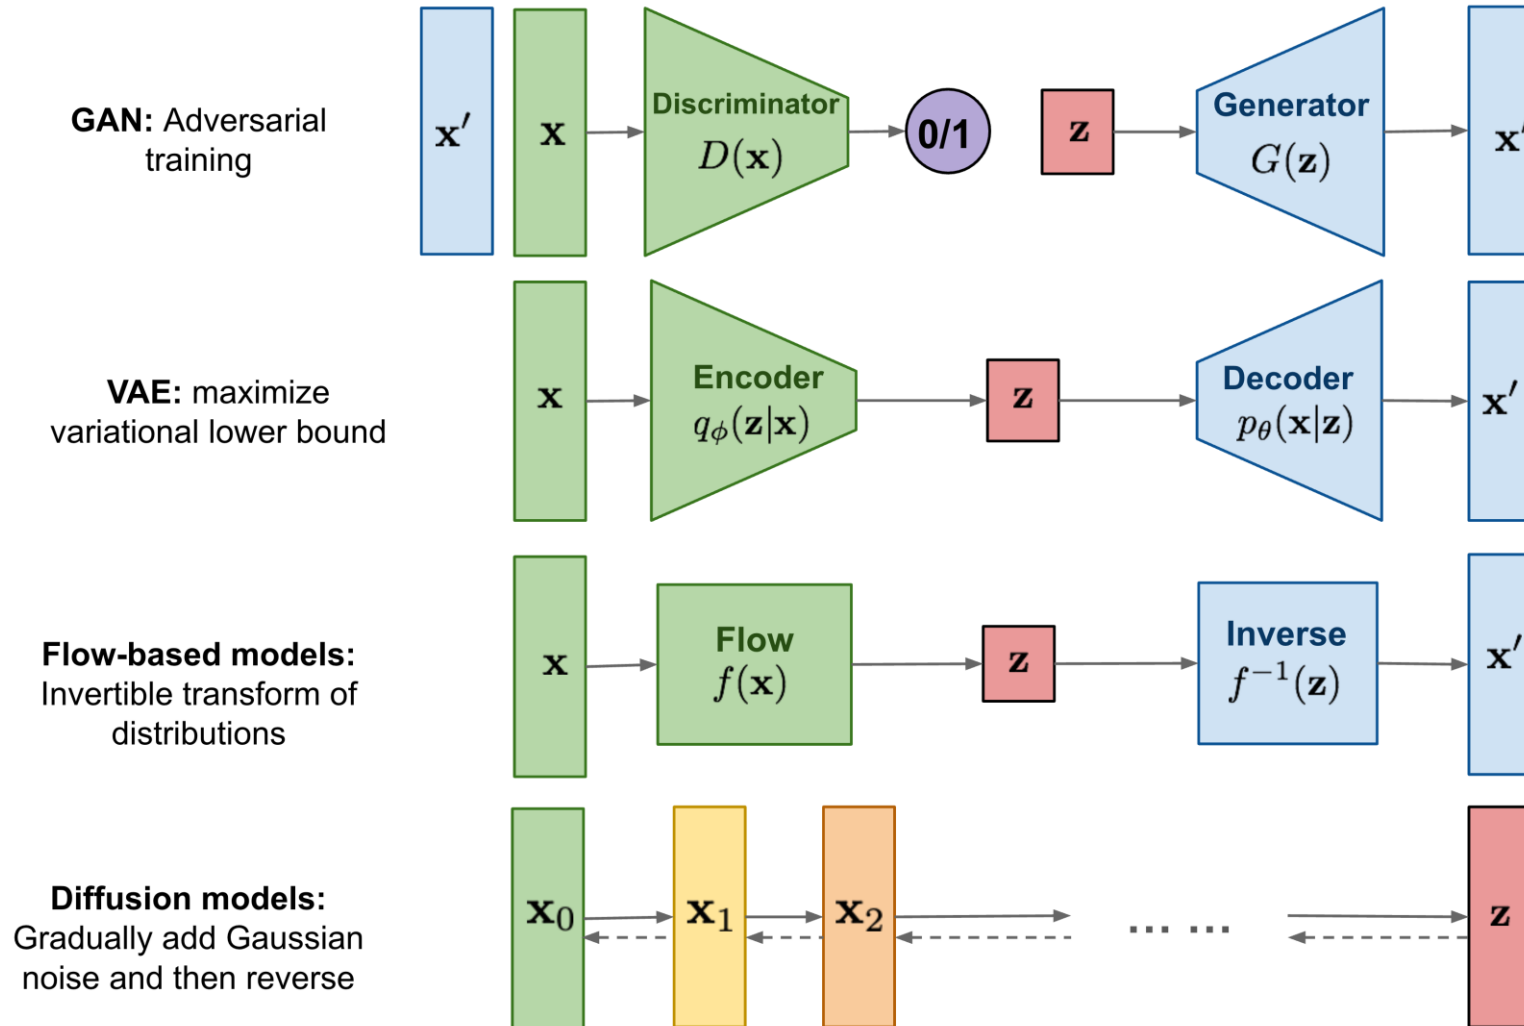 GAN: Adversarial
training
x′
x
Discriminator
D(x)
0/1
z
Generator
G(z)
x′
VAE: maximize
variational lower bound
x
Encoder
qϕ(z|x)
z
Decoder
pθ(x|z)
x′
Flow-based models:
Invertible transform of
distributions
x
Flow
f(x)
z
Inverse
f⁻¹(z)
x′
Diffusion models:
Gradually add Gaussian
noise and then reverse
x₀
x₁
x₂
... ...
z